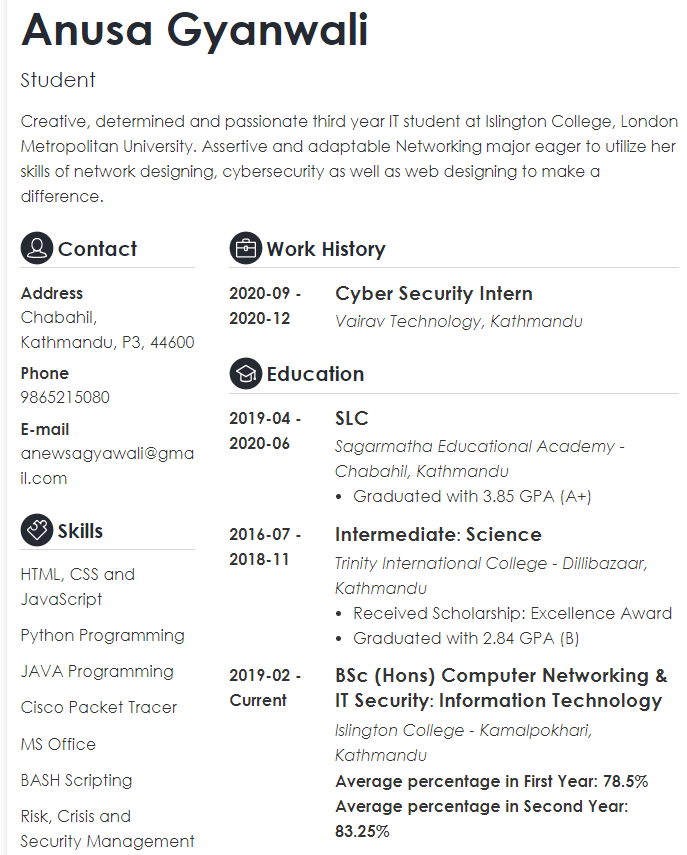 Anusa Gyanwali
Student
Creative, determined and passionate third year IT student at Islington College, London
Metropolitan University. Assertive and adaptable Networking major eager to utilize her
skills of network designing, cybersecurity as well as web designing to make a
difference.
Contact
Address
Chabahil,
Kathmandu, P3, 44600
Phone
9865215080
E-mail
anewsagyawali@gma
il.com
Skills
HTML, CSS and
JavaScript
Python Programming
JAVA Programming
Cisco Packet Tracer
MS Office
BASH Scripting
Risk, Crisis and
Security Management
Work History
2020-09 -
2020-12
Cyber Security Intern
Vairav Technology, Kathmandu
Education
2019-04 -
2020-06
SLC
Sagarmatha Educational Academy -
Chabahil, Kathmandu
• Graduated with 3.85 GPA (A+)
2016-07 -
2018-11
Intermediate: Science
Trinity International College - Dillibazaar,
Kathmandu
• Received Scholarship: Excellence Award
• Graduated with 2.84 GPA (B)
2019-02 -
Current
BSc (Hons) Computer Networking &
IT Security: Information Technology
Islington College - Kamalpokhari,
Kathmandu
Average percentage in First Year: 78.5%
Average percentage in Second Year:
83.25%